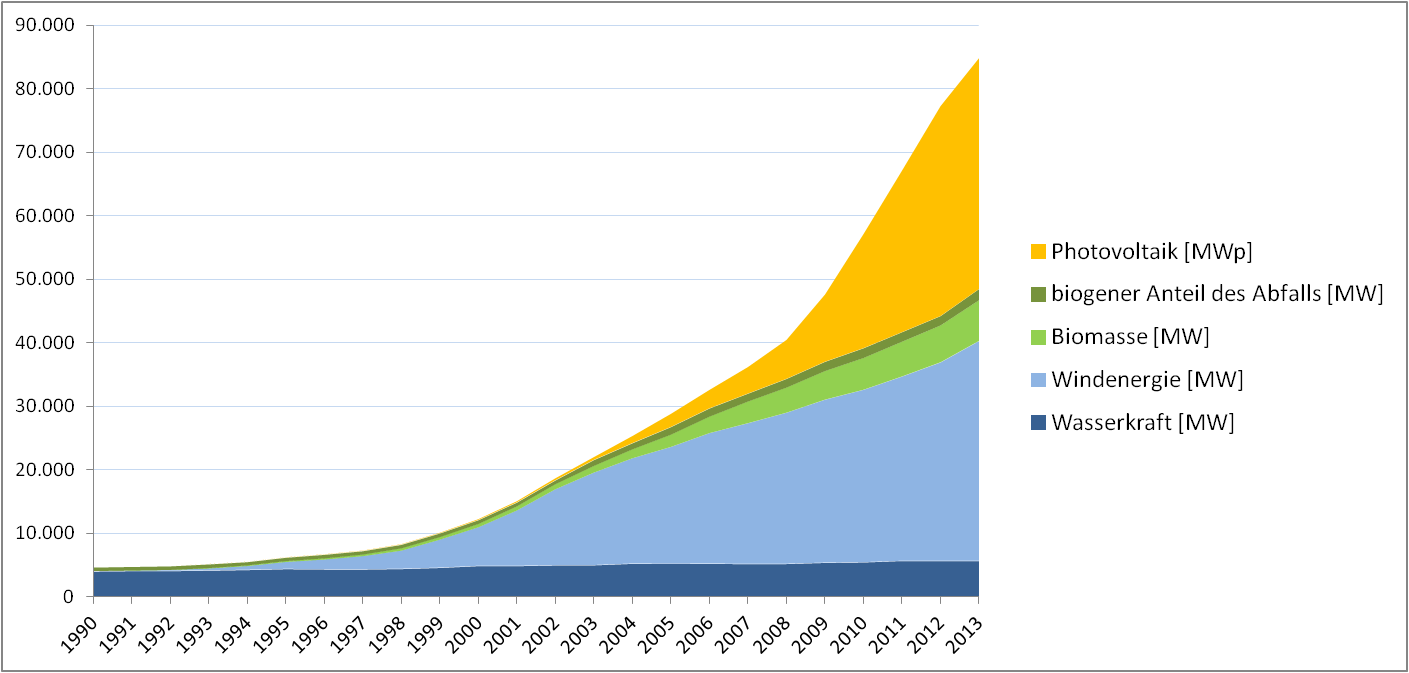 90.000
80.000
70.000
60.000
50.000
40.000
30.000
20.000
10.000
0
1990 1991 1992 1993 1994 1995 1996 1997 1998 1999 2000 2001 2002 2003 2004 2005 2006 2007 2008 2009 2010 2011 2012 2013
Photovoltaik [MWp]
biogener Anteil des Abfalls [MW]
Biomasse [MW]
Windenergie [MW]
Wasserkraft [MW]